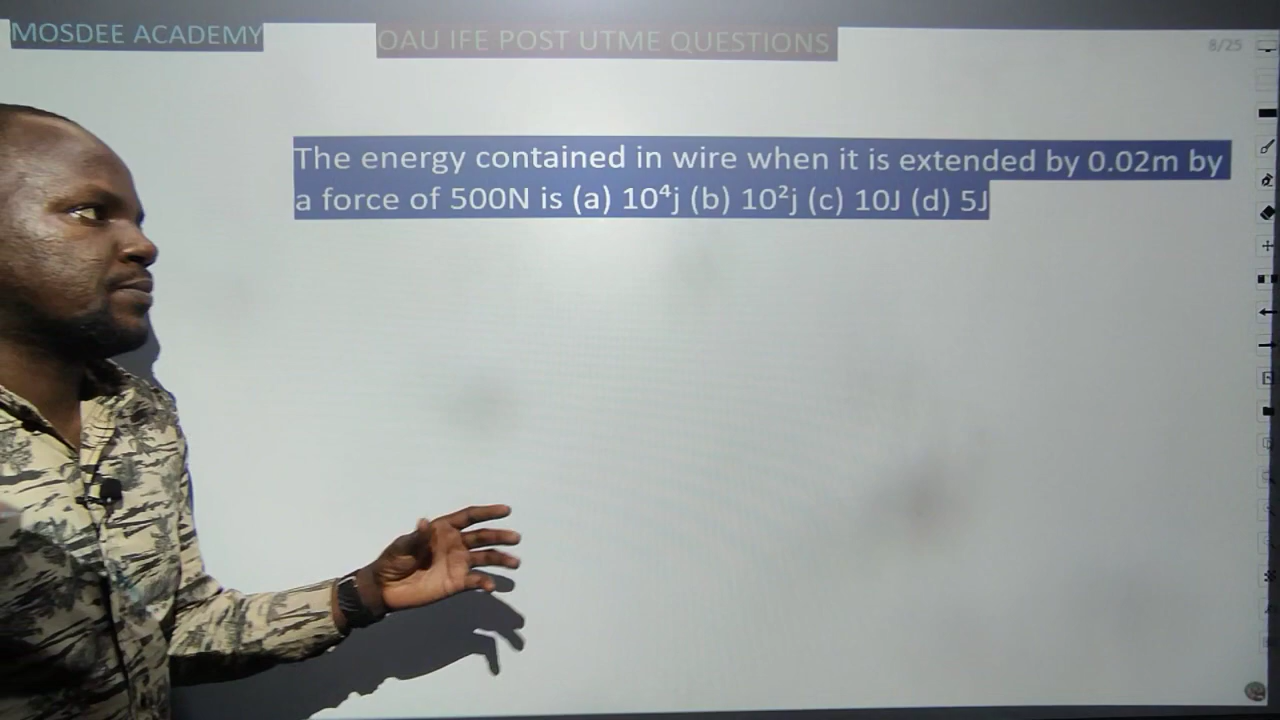 MOSDEE ACADEMY
OAU IFE POST UTME QUESTIONS
8/25
The energy contained in wire when it is extended by 0.02m by
a force of 500N is (a) 10⁴j (b) 10²j (c) 10J (d) 5J